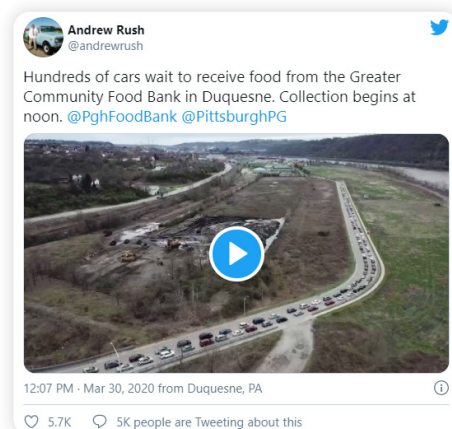 Andrew Rush
@andrewrush
Hundreds of cars wait to receive food from the Greater
Community Food Bank in Duquesne. Collection begins at
noon. @PghFoodBank @PittsburghPG
12:07 PM · Mar 30, 2020 from Duquesne, PA
5.7K 5K people are Tweeting about this